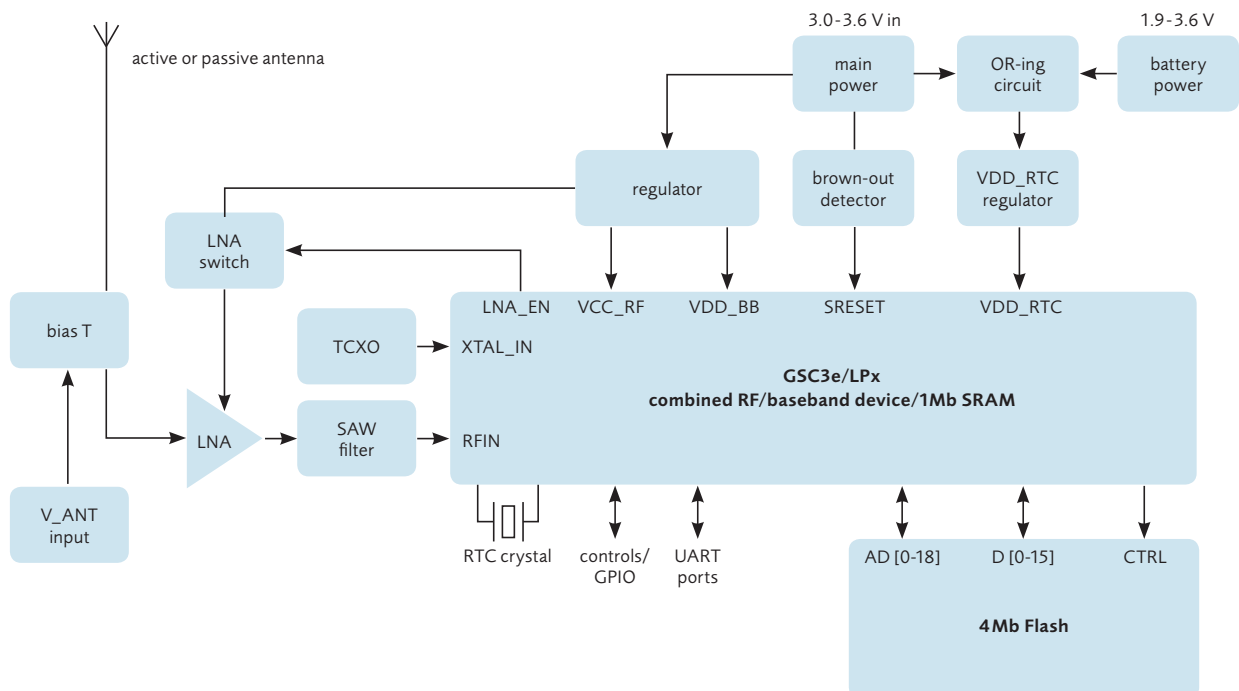 3.0-3.6 V in
1.9-3.6 V
active or passive antenna
main
power
OR-ing
circuit
battery
power
regulator
brown-out
detector
VDD_RTC
regulator
LNA
switch
bias T
LNA_EN
VCC_RF
VDD_BB
SRESET
VDD_RTC
TCXO
XTAL_IN
GSC3e/LPx
combined RF/baseband device/1Mb SRAM
LNA
SAW
filter
RFIN
V_ANT
input
RTC crystal
controls/
GPIO
UART
ports
AD [0-18]
D [0-15]
CTRL
4Mb Flash